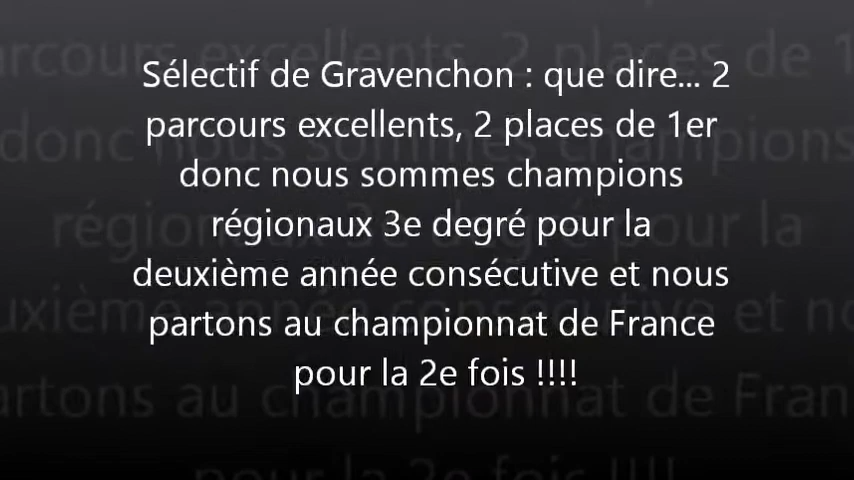 Sélectif de Gravenchon : que dire... 2
parcours excellents, 2 places de 1er
donc nous sommes champions
régionaux 3e degré pour la
deuxième année consécutive et nous
partons au championnat de France
pour la 2e fois !!!!